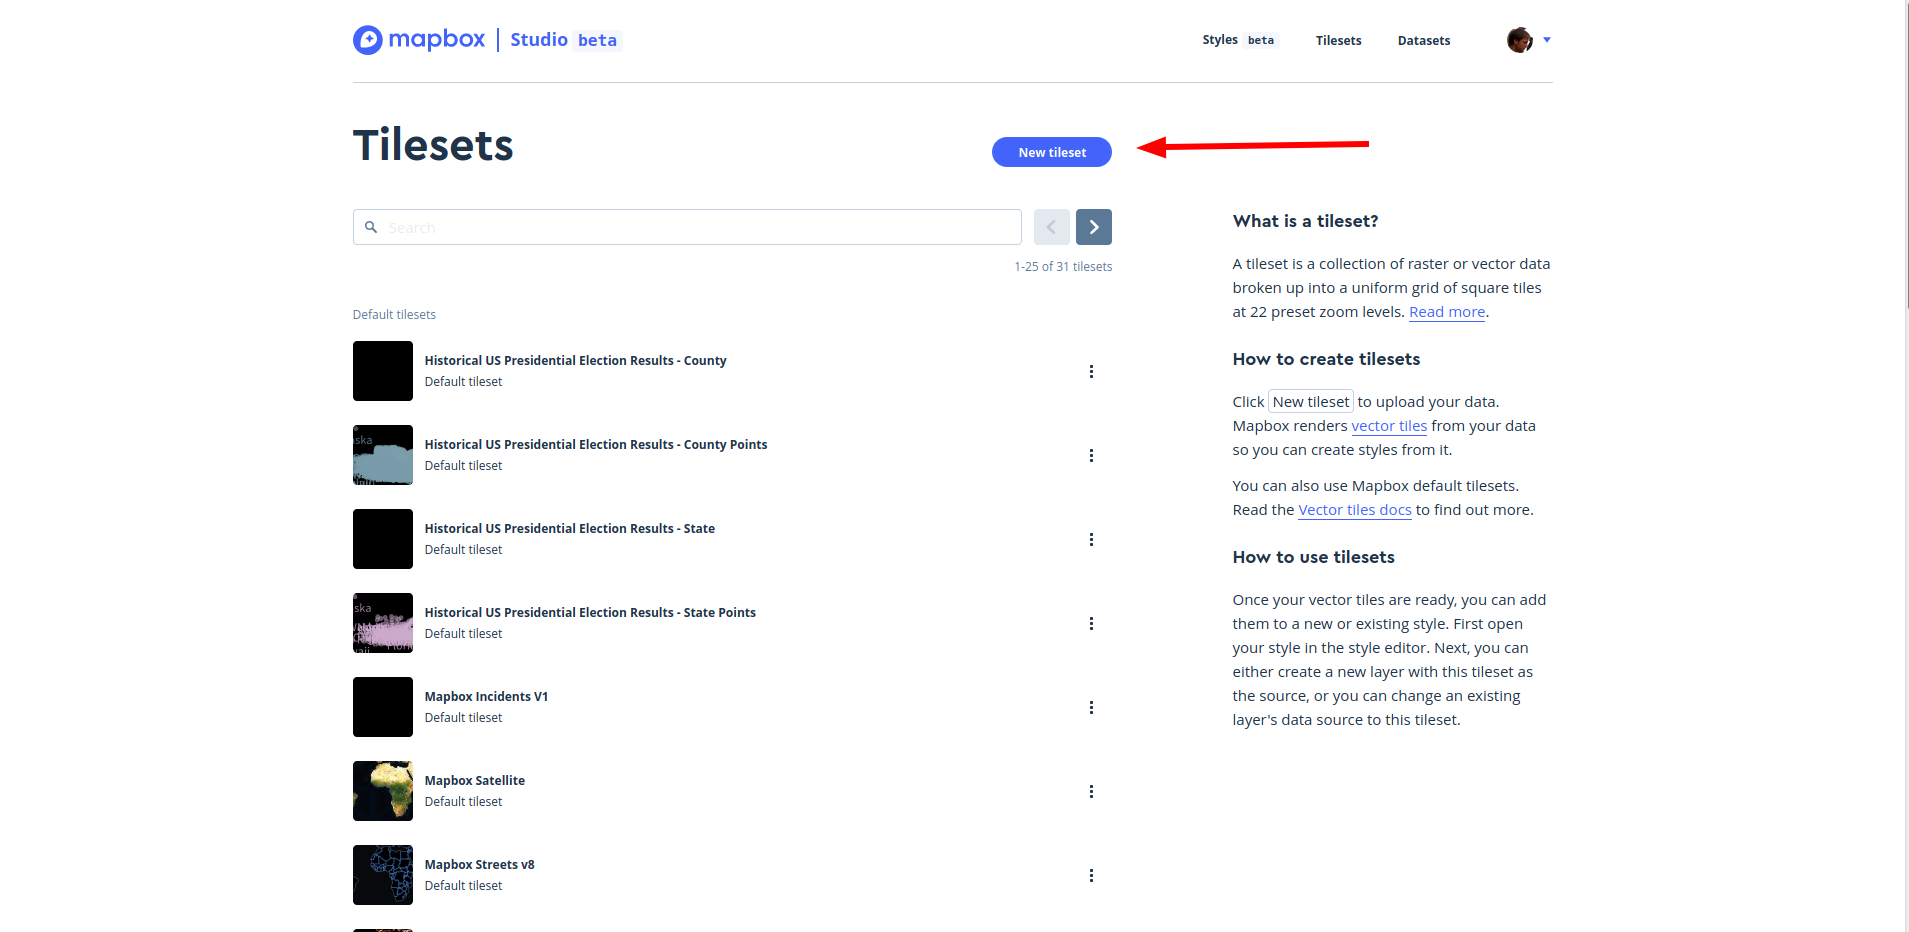 mapbox | Studio beta
Styles beta
Tilesets
Datasets
Tilesets
New tileset
Search
1-25 of 31 tilesets
Default tilesets
Historical US Presidential Election Results - County
Default tileset
aska
Historical US Presidential Election Results - County Points
Default tileset
Historical US Presidential Election Results - State
Default tileset
ska
Historical US Presidential Election Results - State Points
Default tileset
Mapbox Incidents V1
Default tileset
Mapbox Satellite
Default tileset
Mapbox Streets v8
Default tileset
What is a tileset?
A tileset is a collection of raster or vector data
broken up into a uniform grid of square tiles
at 22 preset zoom levels. Read more.
How to create tilesets
Click New tileset to upload your data.
Mapbox renders vector tiles from your data
so you can create styles from it.
You can also use Mapbox default tilesets.
Read the Vector tiles docs to find out more.
How to use tilesets
Once your vector tiles are ready, you can add
them to a new or existing style. First open
your style in the style editor. Next, you can
either create a new layer with this tileset as
the source, or you can change an existing
layer's data source to this tileset.